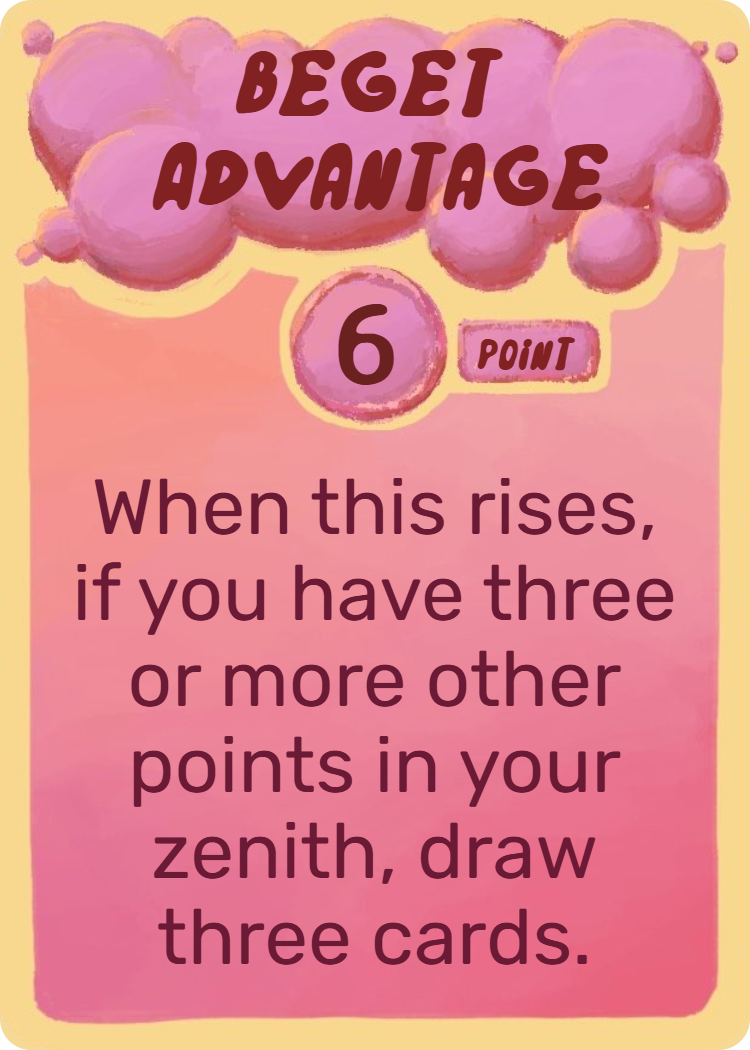 BEGET
ADVANTAGE
6
POINT
When this rises,
if you have three
or more other
points in your
zenith, draw
three cards.